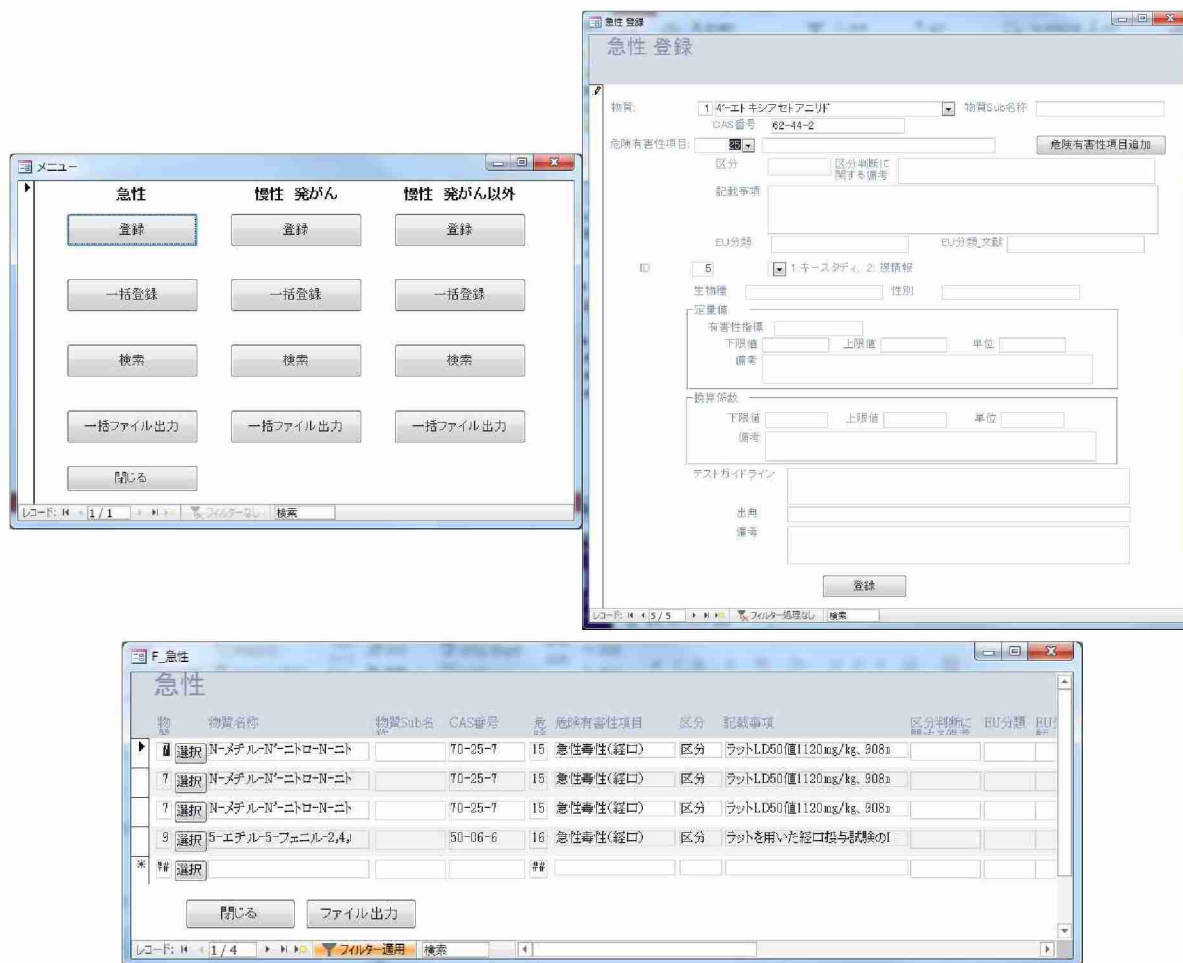 メニュー
急性 慢性 発がん 慢性 発がん以外
登録 登録 登録
一括登録 一括登録 一括登録
検索 検索 検索
一括ファイル出力 一括ファイル出力 一括ファイル出力
閉じる
レコード: 1 / 1 フィルターなし 検索
急性 登録
急性 登録
物質: 1 4'-エトキシアセトアニリド 物質Sub名称
CAS番号 62-44-2
危険有害性項目: 25 危険有害性項目追加
区分 区分判断に
関する備考
記載事項
EU分類 EU分類_文献
ID 5 1:キースタディ, 2:
生物種 性別
定量値
有害性指標
下限値 上限値 単位
備考
換算係数
下限値 上限値 単位
備考
テストガイドライン
出典
備考
登録
レコード: 5 / 5 フィルター処理なし 検索
F_急性
急性
物 物質名称 物質Sub名 CAS番号 危 危険有害性項目 区分 記載事項 区分判断に EU分類
7 選択 N-メチル-N'-ニトロ-N-ニト 70-25-7 15 急性毒性(経口) 区分 ラットLD50値1120mg/kg、908m
7 選択 N-メチル-N'-ニトロ-N-ニト 70-25-7 15 急性毒性(経口) 区分 ラットLD50値1120mg/kg、908m
7 選択 N-メチル-N'-ニトロ-N-ニト 70-25-7 15 急性毒性(経口) 区分 ラットLD50値1120mg/kg、908m
9 選択 5-エチル-5-フェニル-2,4, 50-06-6 16 急性毒性(経口) 区分 ラットを用いた経口投与試験の
* ## 選択 ##
閉じる ファイル出力
レコード: 1 / 4 フィルター適用 検索